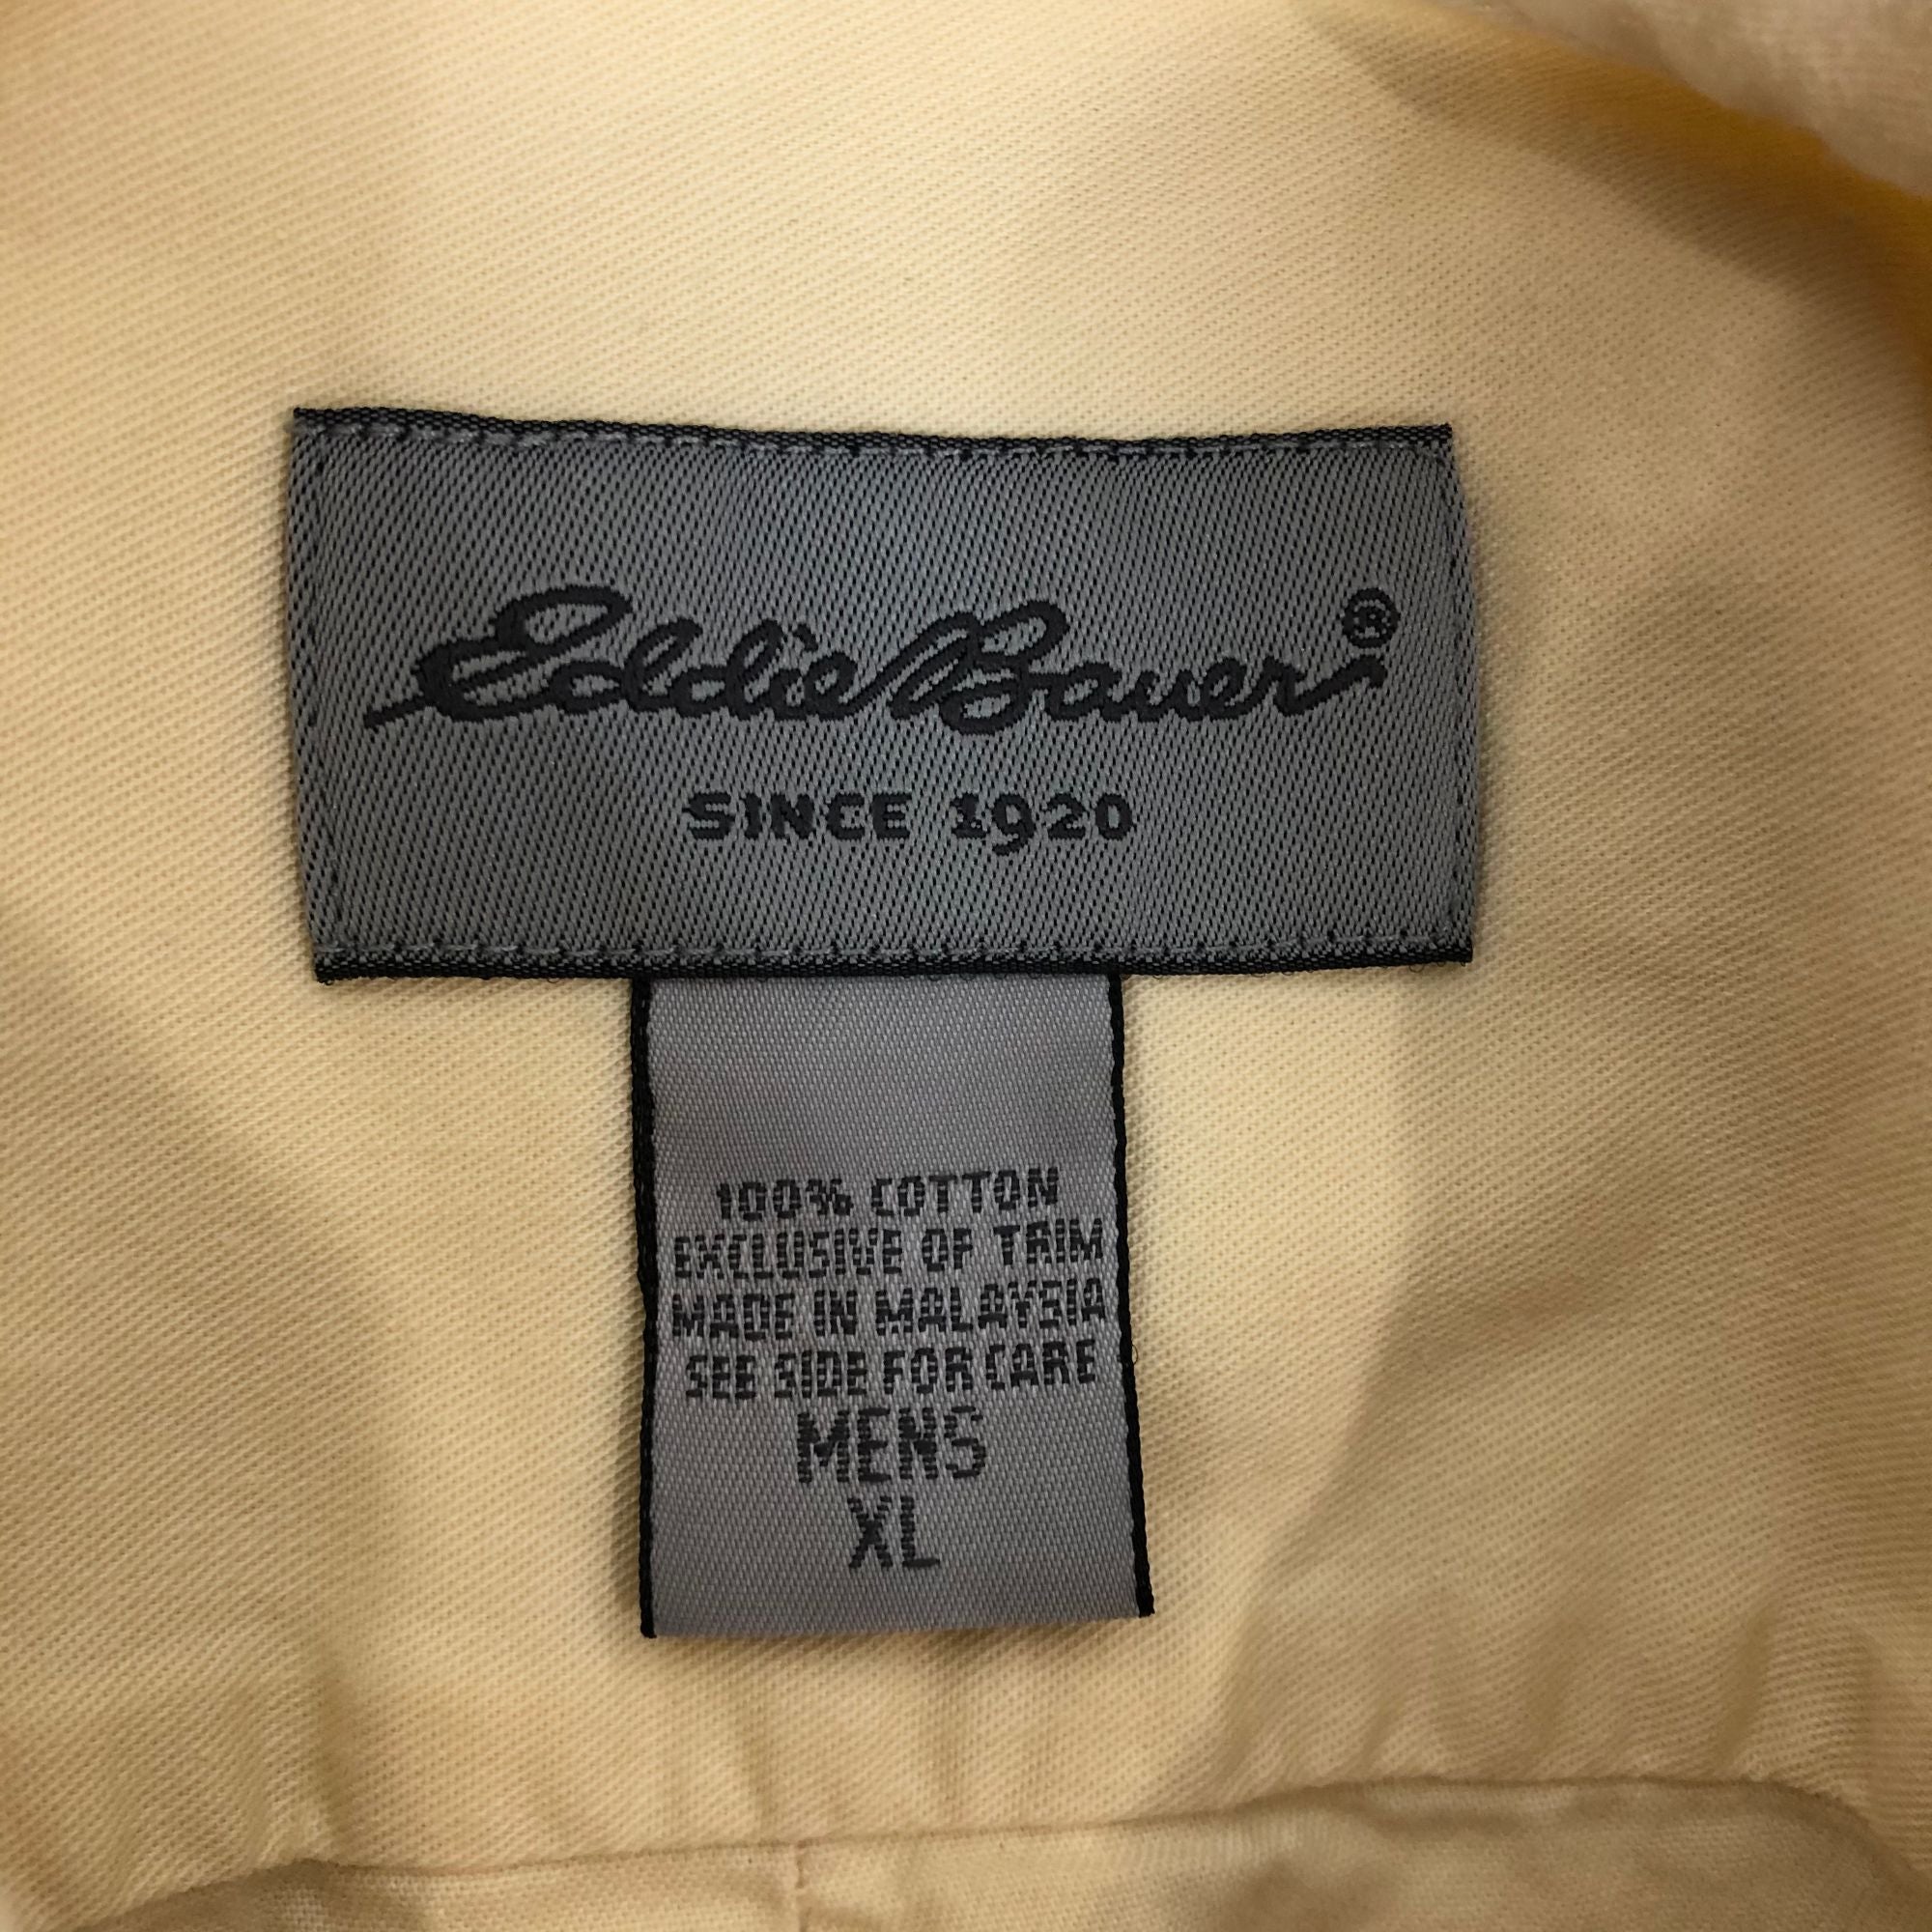 Eddie Bauer®
SINCE 1920
100% COTTON
EXCLUSIVE OF TRIM
MADE IN MALAYSIA
SEE SIDE FOR CARE
MENS
XL